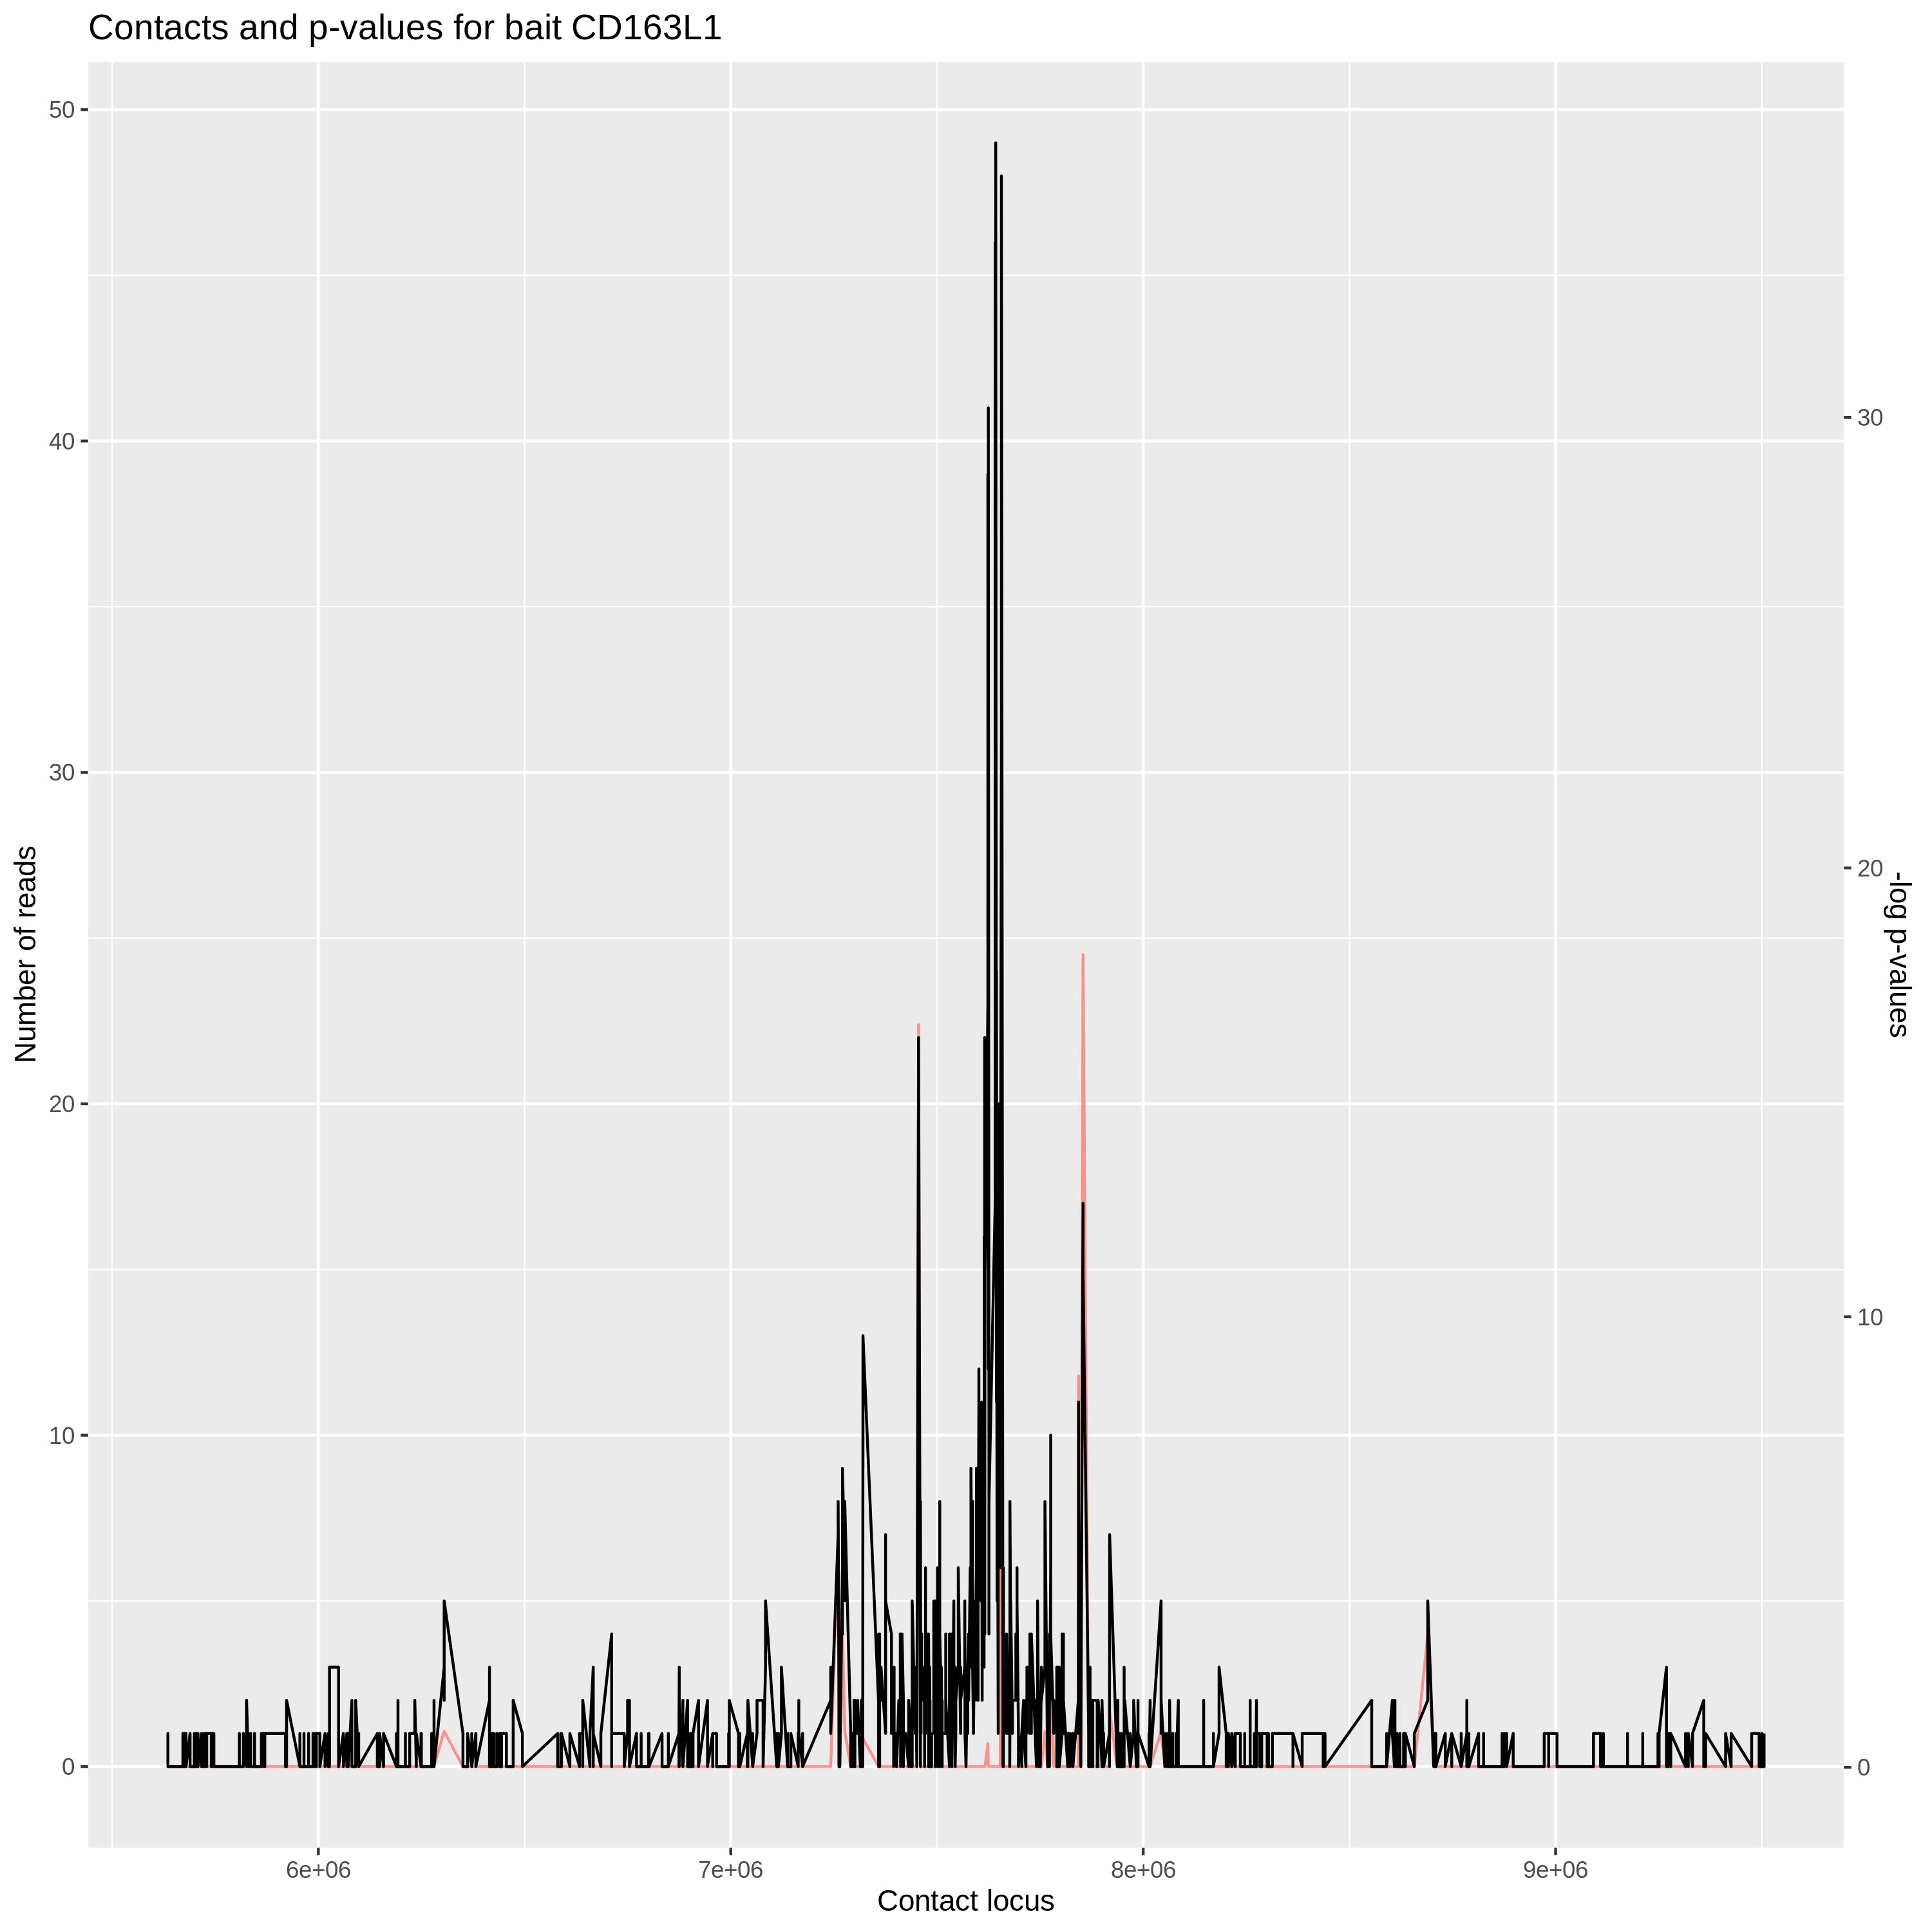 Contacts and p-values for bait CD163L1
50
40
30
20
10
0
Number of reads
30
20
10
0
-log p-values
6e+06
7e+06
8e+06
9e+06
Contact locus